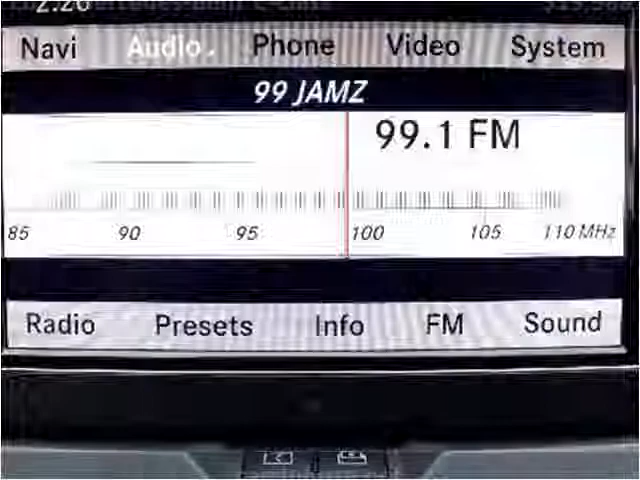 Navi Audio Phone Video System
99 JAMZ
99.1 FM
85 90 95 100 105 110 MHz
Radio Presets Info FM Sound